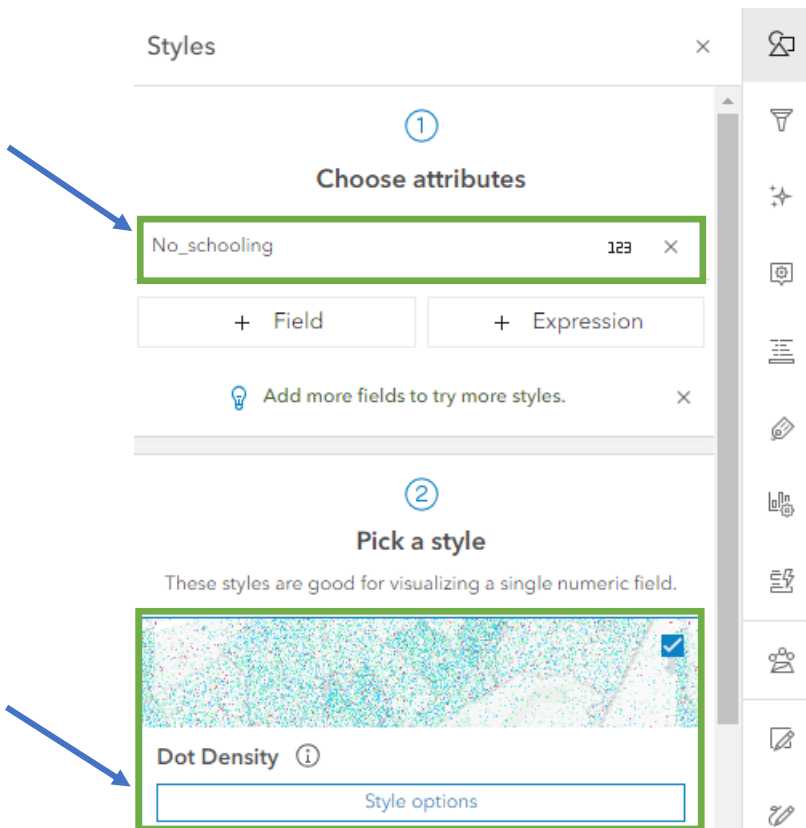 Styles
1
Choose attributes
No_schooling 123
+ Field + Expression
Add more fields to try more styles.
2
Pick a style
These styles are good for visualizing a single numeric field.
Dot Density
Style options